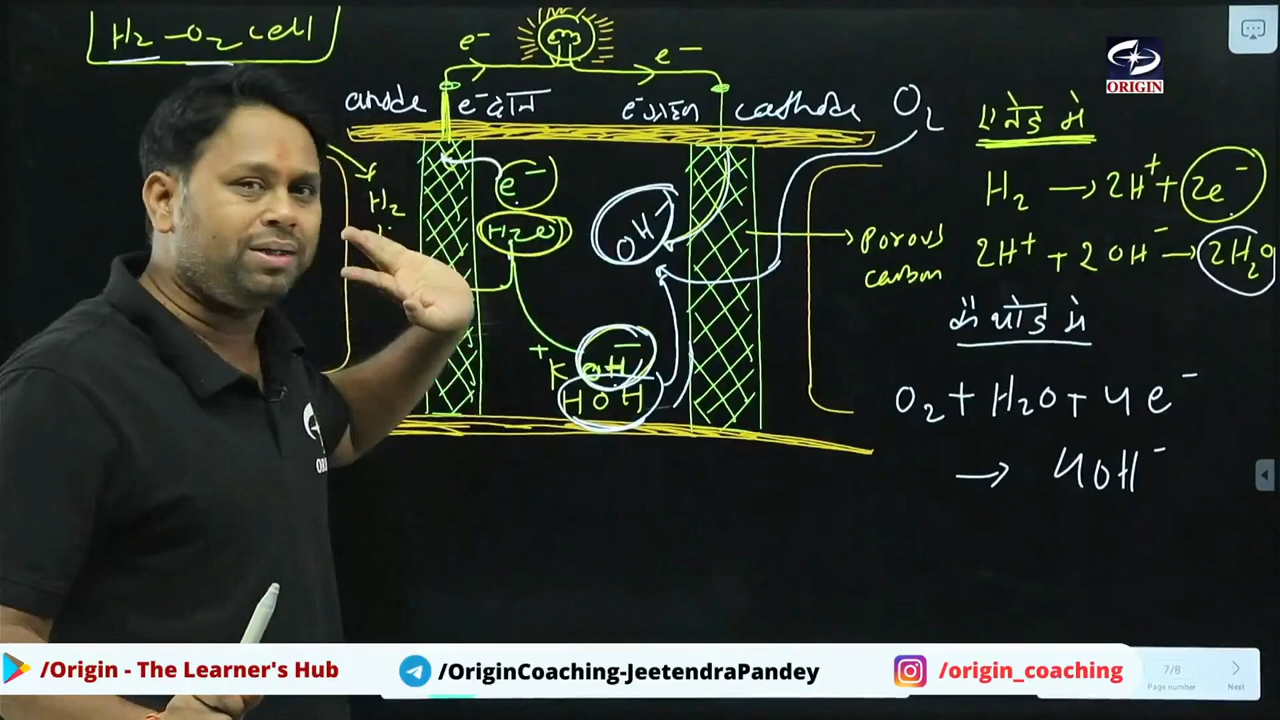 H2 - O2 cell
e-
e-
anode
e- दान
e- ग्रहण
cathode
O2
ORIGIN
H2
e-
H2O
OH-
Porous
carbon
K+ OH-
HOH
एनोड में
H2 → 2H+ + 2e-
2H+ + 2OH- → 2H2O
कैथोड में
O2 + H2O + 4e-
→ 4OH-
/Origin - The Learner's Hub
/OriginCoaching-JeetendraPandey
/origin_coaching
7/8
Page number
Next